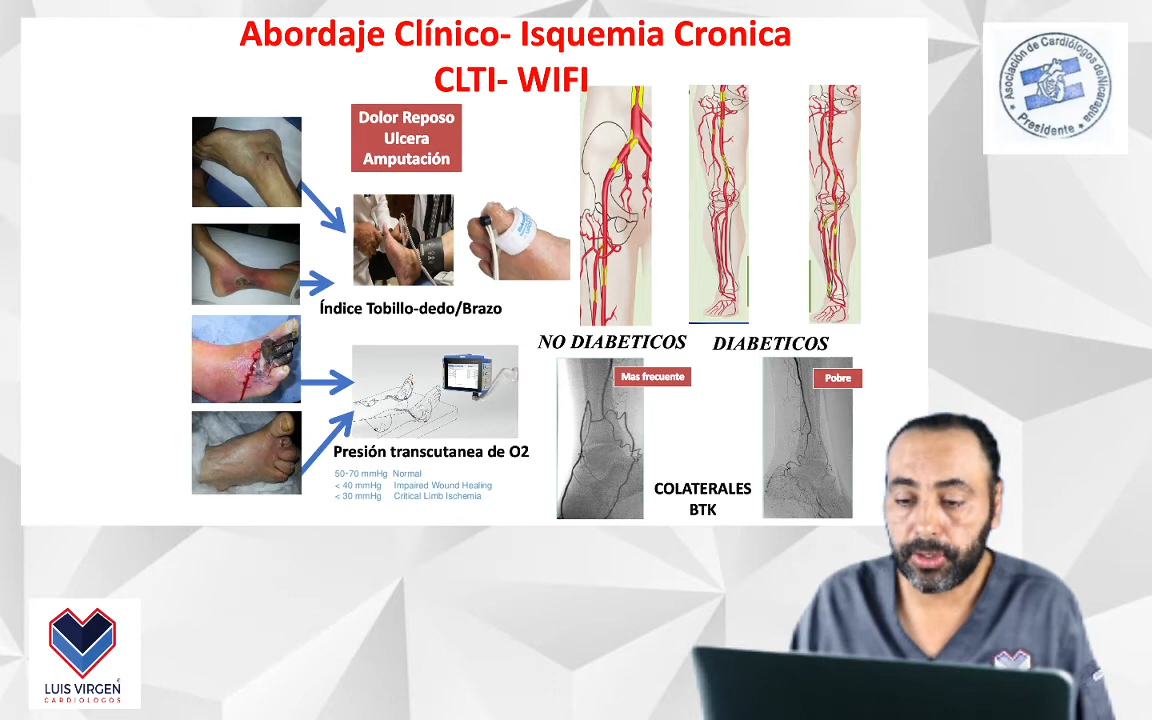 Abordaje Clínico- Isquemia Cronica
CLTI- WIFI
Dolor Reposo
Ulcera
Amputación
Índice Tobillo-dedo/Brazo
Presión transcutanea de O2
50-70 mmHg Normal
< 40 mmHg Impaired Wound Healing
< 30 mmHg Critical Limb Ischemia
NO DIABETICOS
DIABETICOS
Mas frecuente
Pobre
COLATERALES
BTK
Asociación de Cardiólogos de Nicaragua
Presidente
LUIS VIRGEN
CARDIOLOGOS